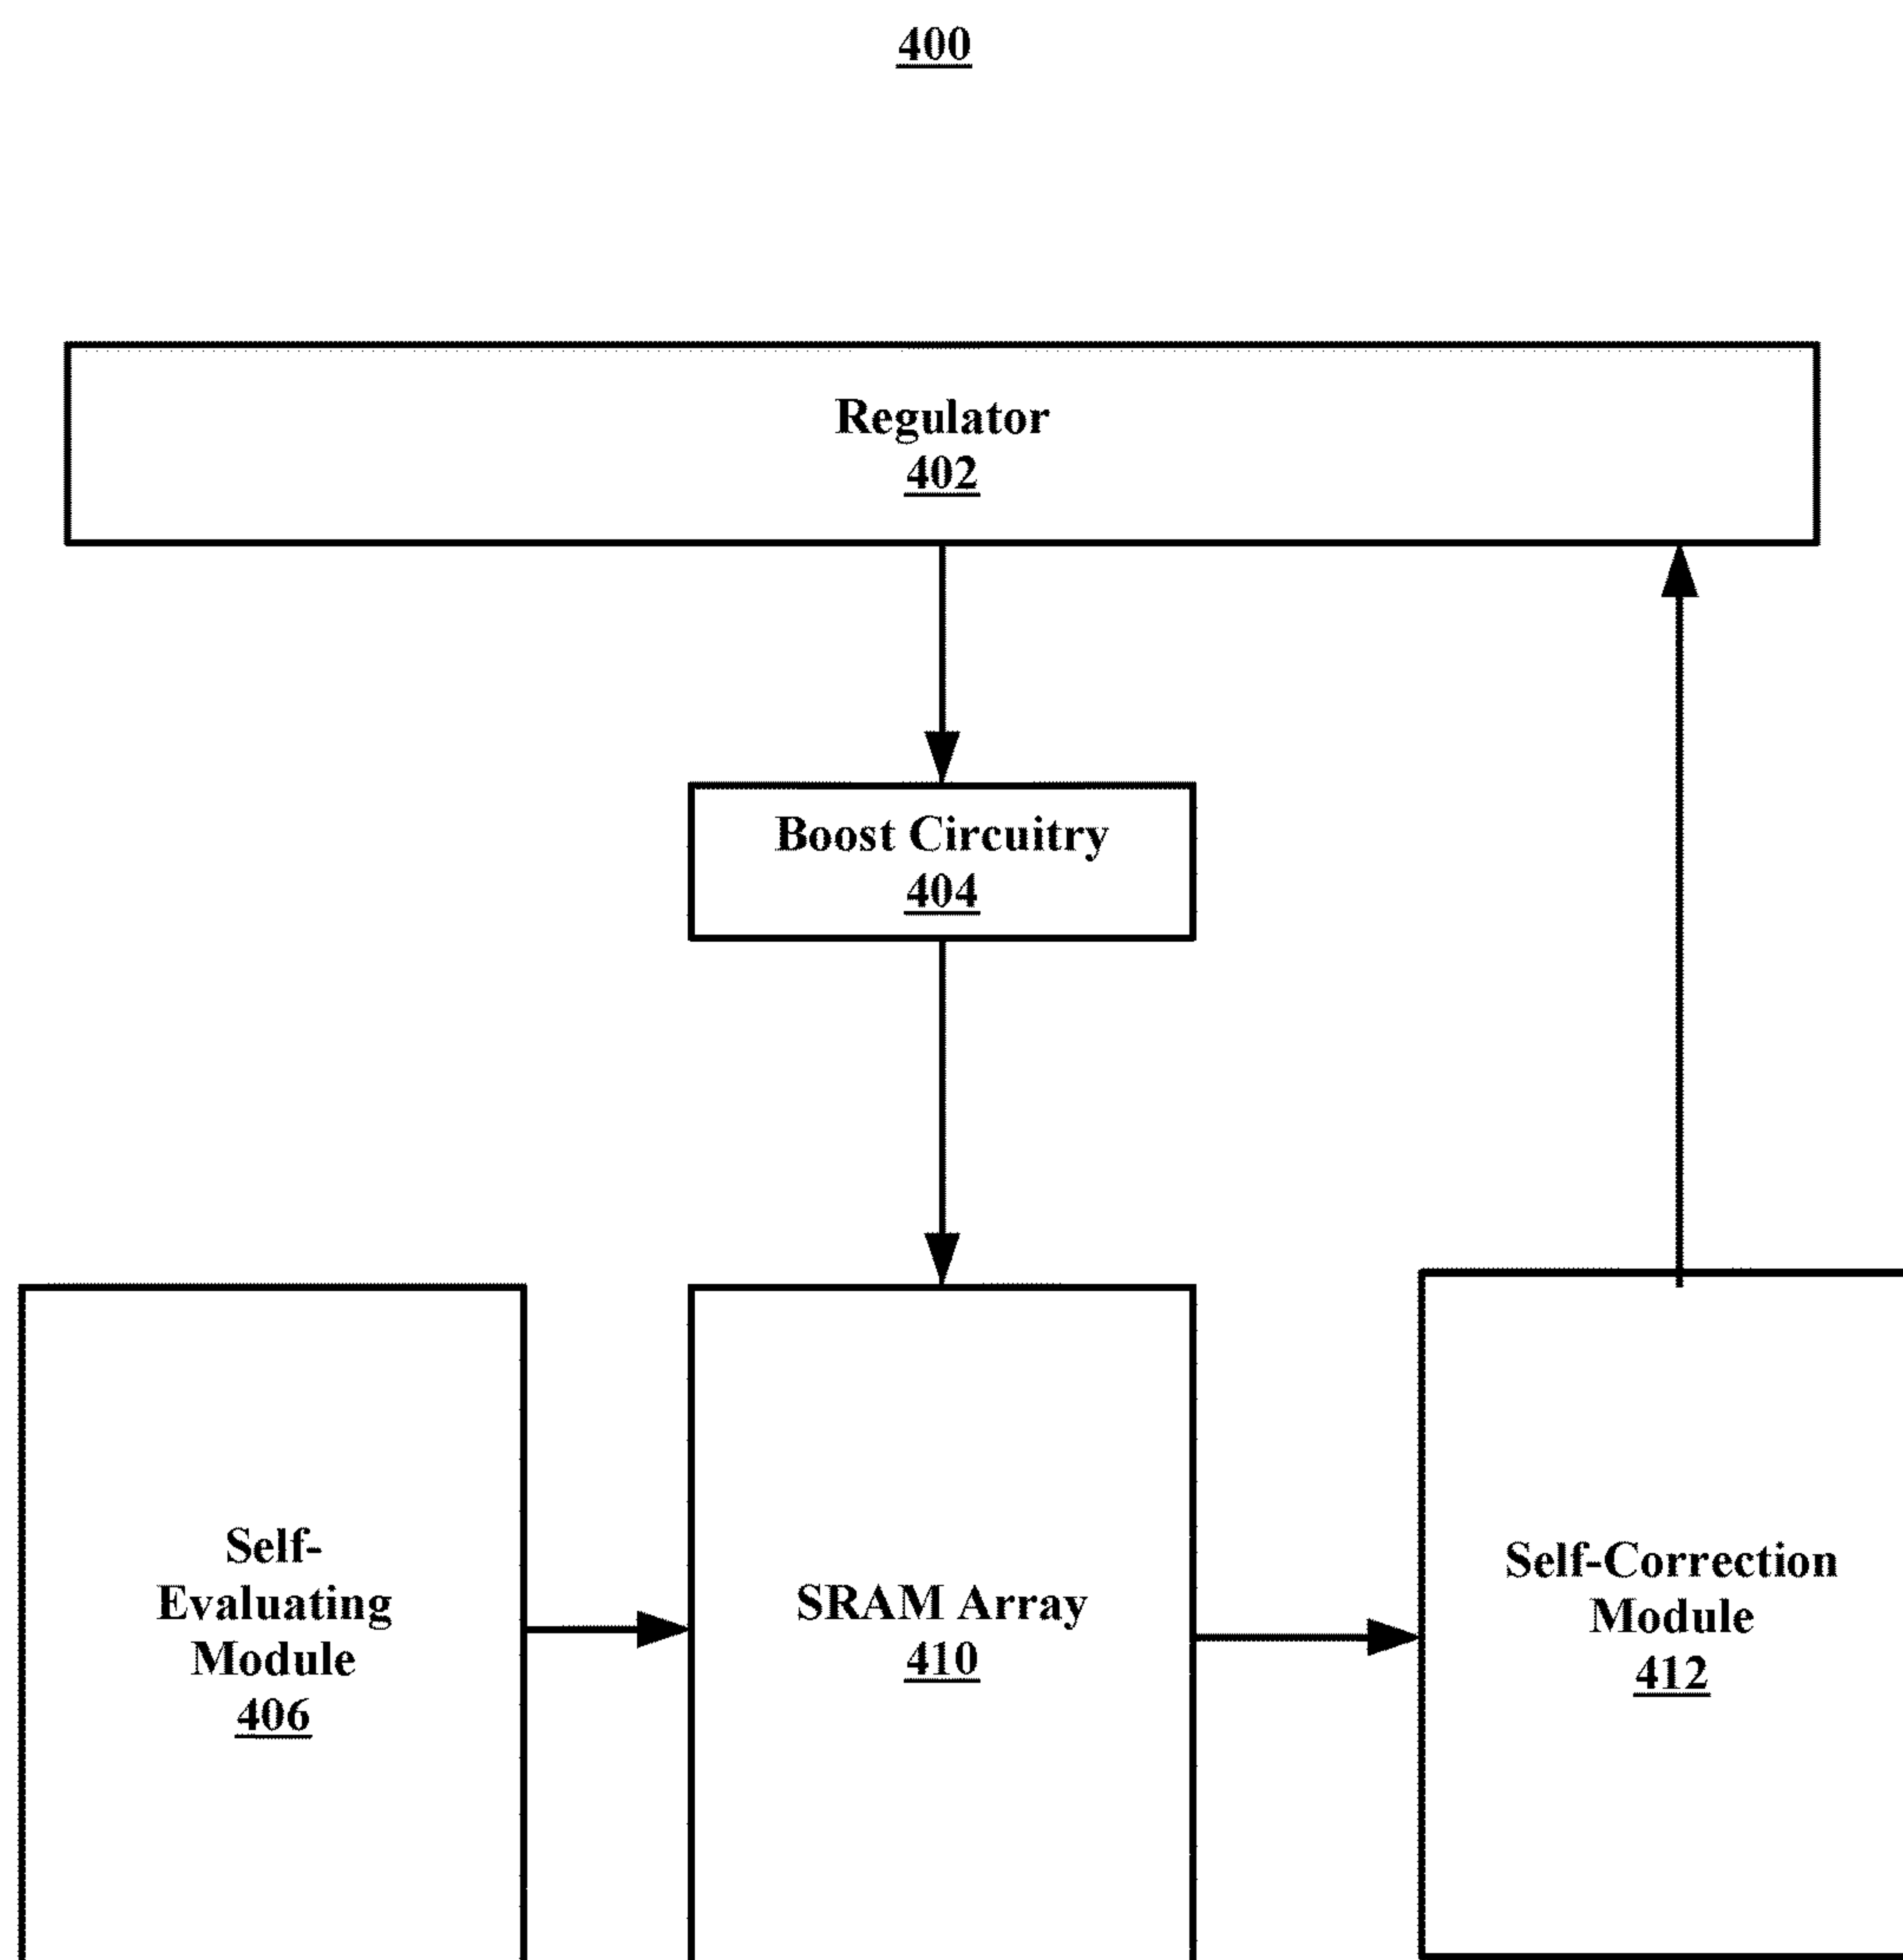 400
Regulator
402
Boost Circuitry
404
Self-
Evaluating
Module
406
SRAM Array
410
Self-Correction
Module
412